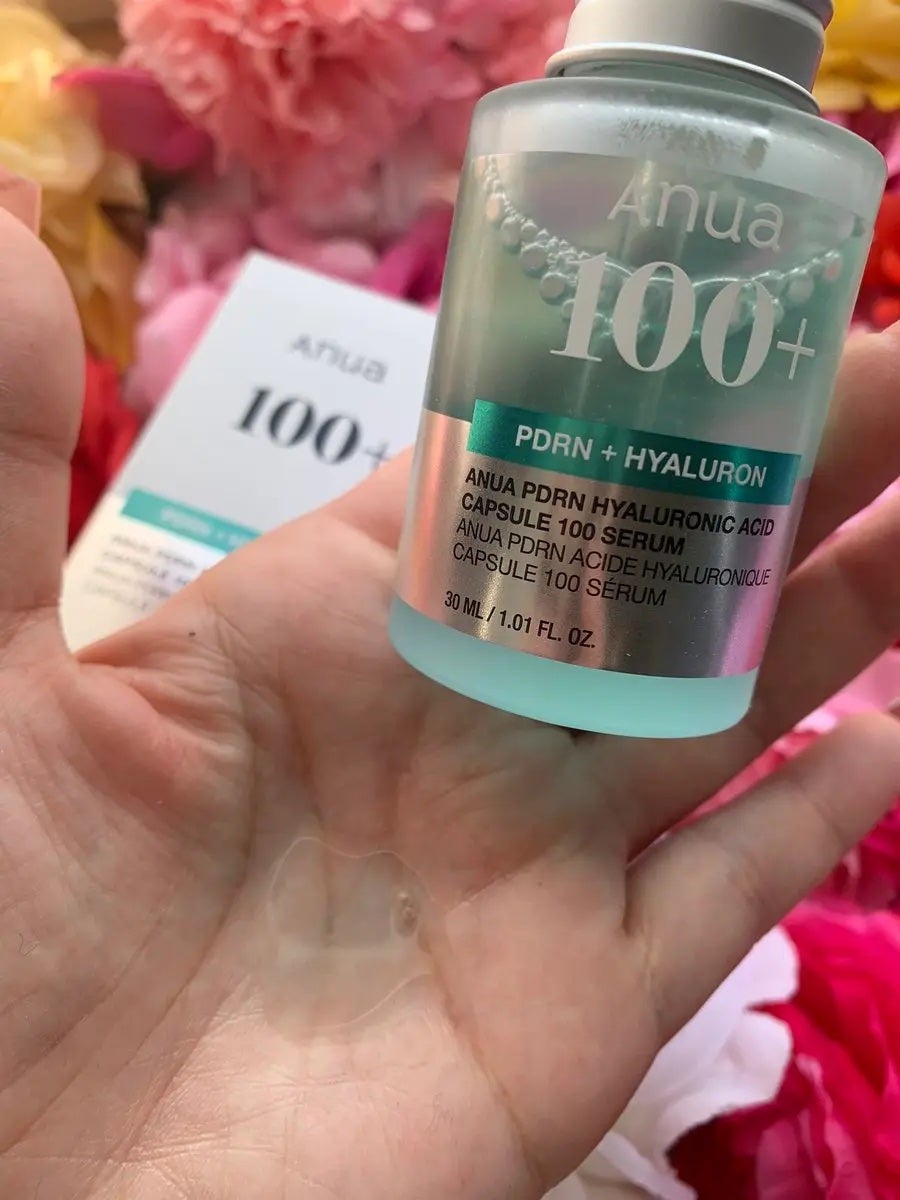 Anua
100+
PDRN + HYALURON
ANUA PDRN HYALURONIC ACID
CAPSULE 100 SERUM
ANUA PDRN ACIDE HYALURONIQUE
CAPSULE 100 SÉRUM
30 ML / 1.01 FL. OZ.
Anua
100+